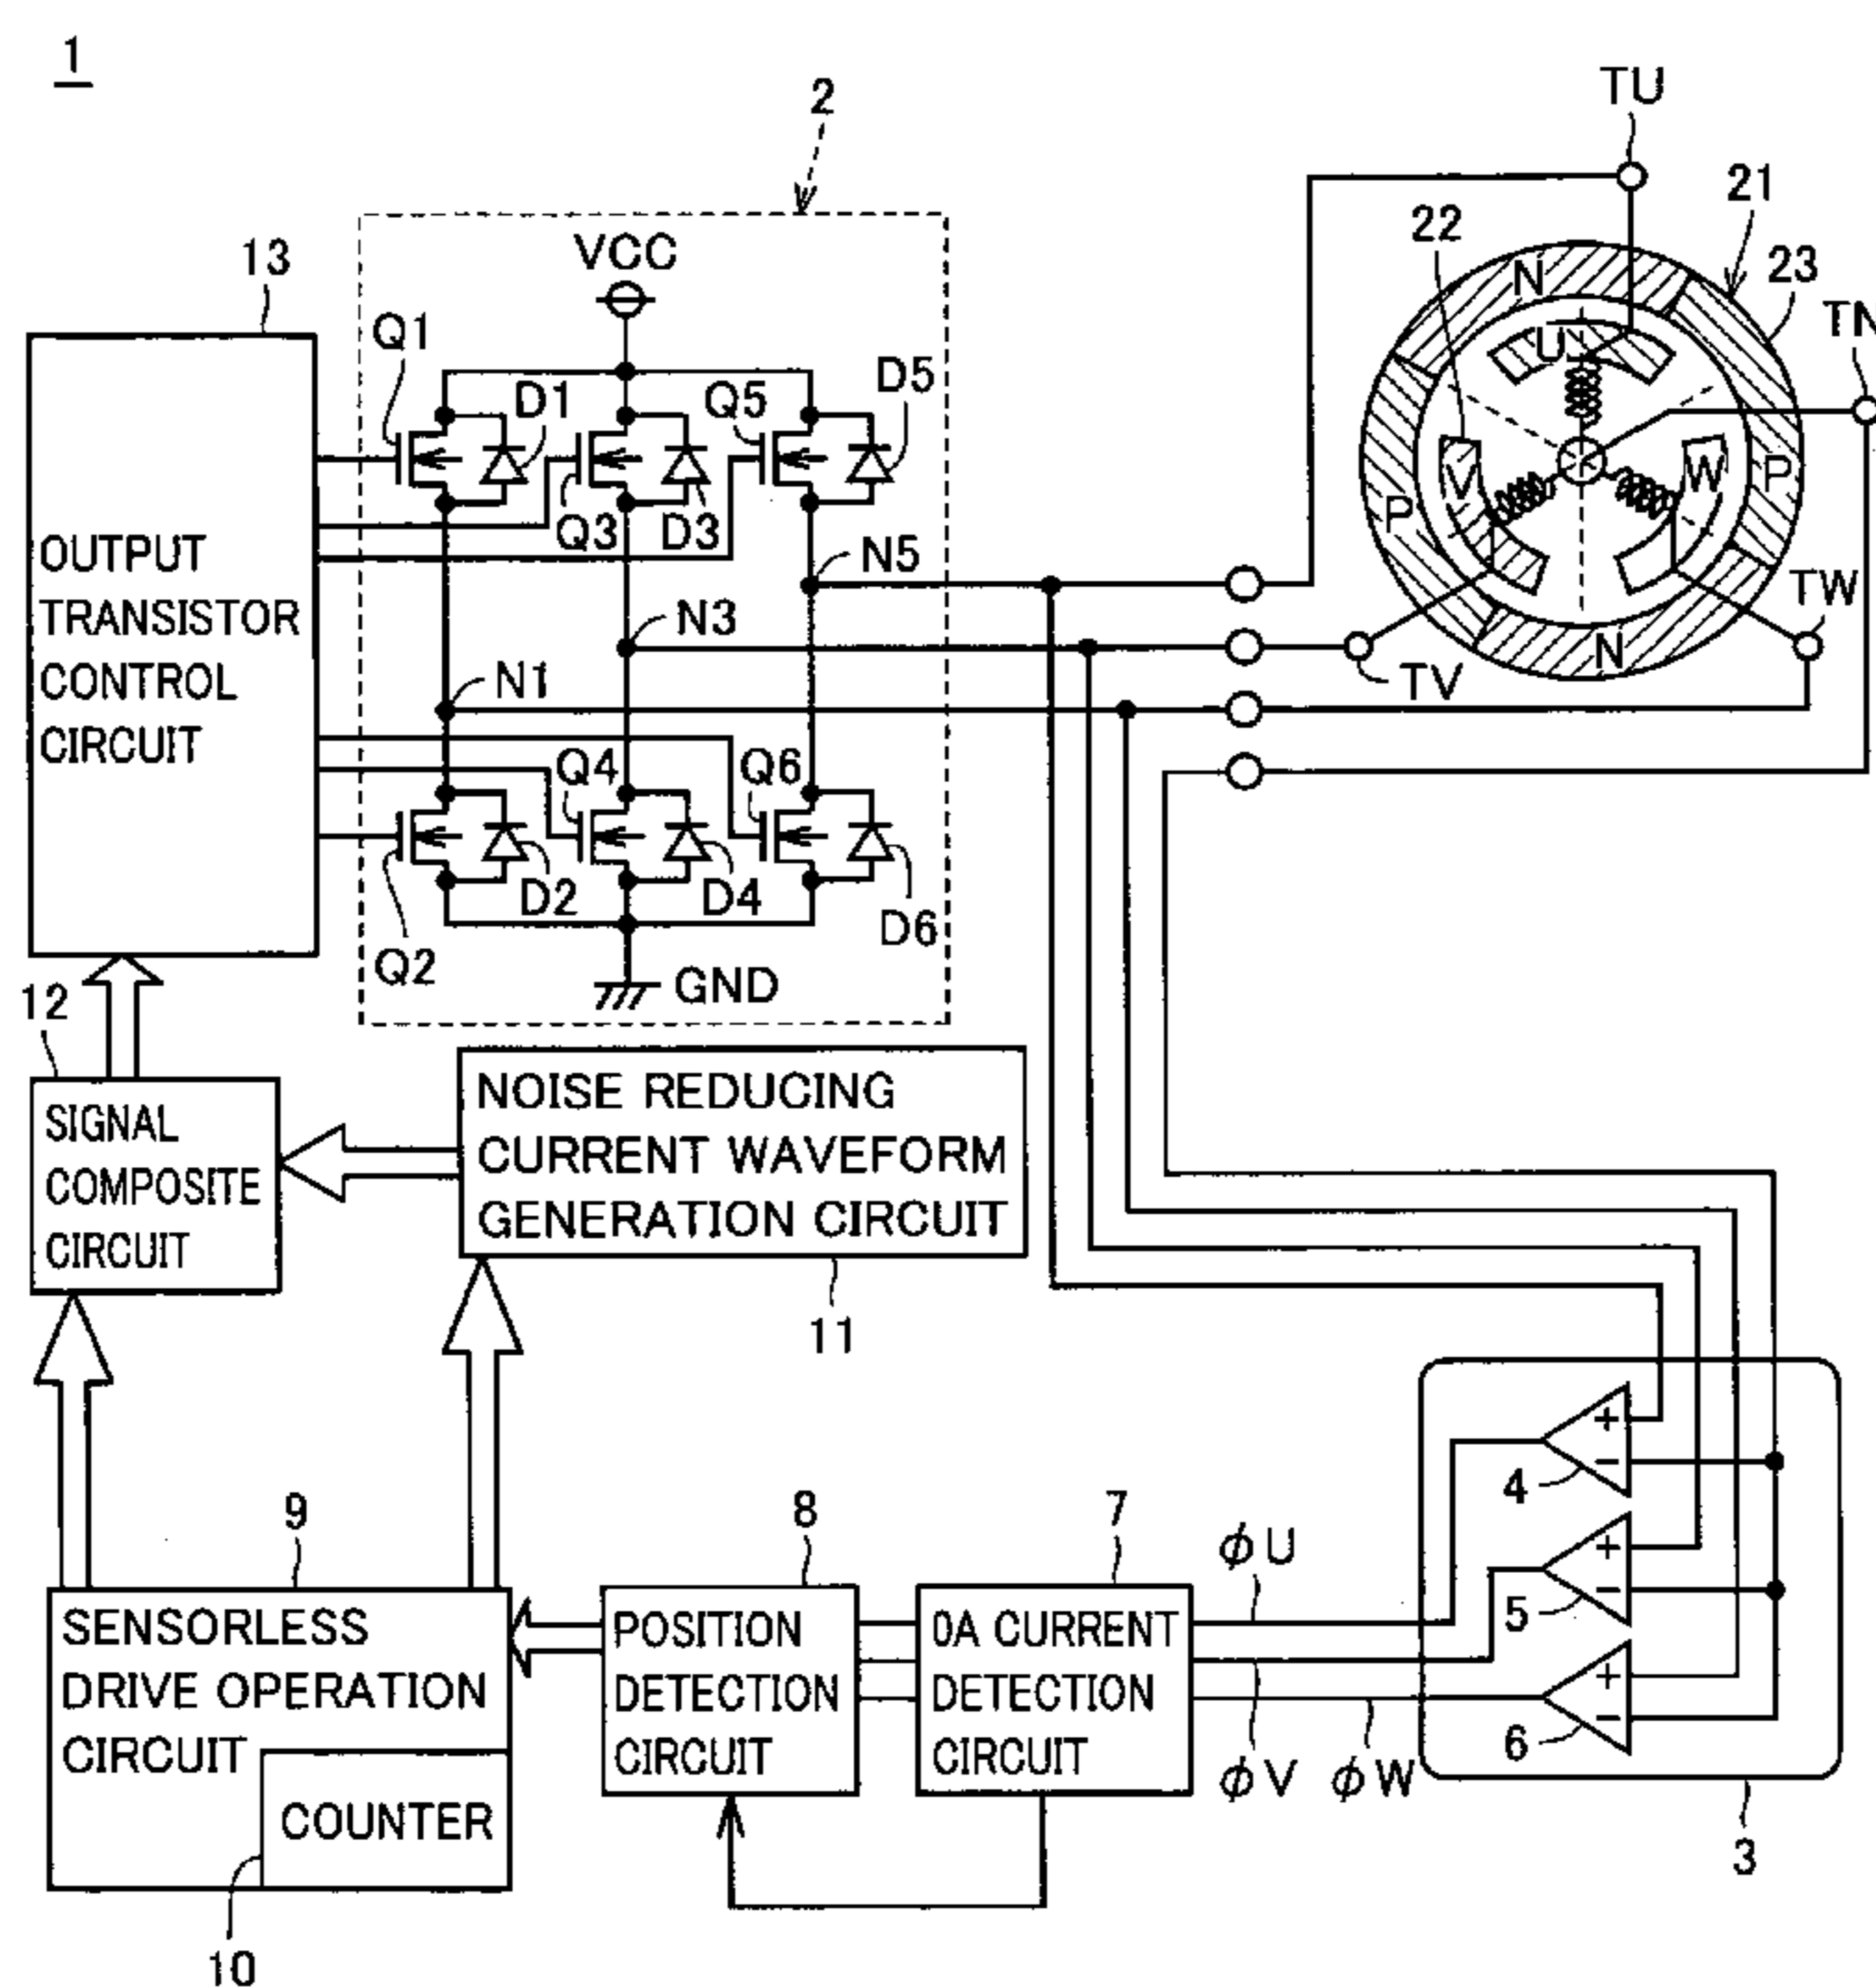 1
2
TU
21
22
23
TN
13
VCC
Q1
D1
Q5
D5
N
U
V
W
P
P
N
Q3
D3
N5
OUTPUT
TRANSISTOR
CONTROL
CIRCUIT
N3
TW
TV
N1
Q4
Q6
D2
D4
D6
Q2
GND
12
SIGNAL
COMPOSITE
CIRCUIT
NOISE REDUCING
CURRENT WAVEFORM
GENERATION CIRCUIT
11
+
−
4
+
−
5
+
−
6
3
9
8
7
ϕU
ϕV
ϕW
SENSORLESS
DRIVE OPERATION
CIRCUIT
COUNTER
10
POSITION
DETECTION
CIRCUIT
0A CURRENT
DETECTION
CIRCUIT